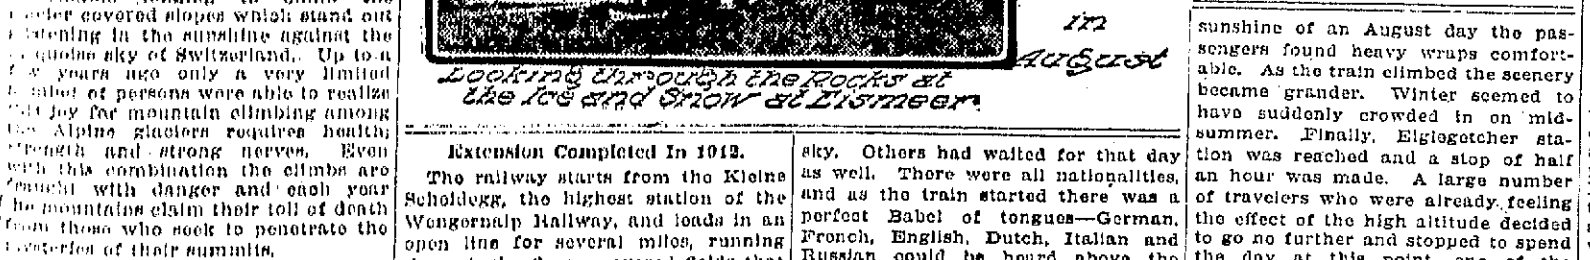 covered slopes which stand out
in the sunshine against the
sky of Switzerland. Up to a
few years ago only a very limited
number of persons were able to realize
joy for mountain climbing among
the Alpine glaciers requires health,
strength and strong nerves. Even
with this combination the climbs are
fraught with danger and each year
the mountains claim their toll of death
from those who seek to penetrate the
mysteries of their summits.
in
August
Looking through the Rocks at
the Ice and Snow at Eismeer
Extension Completed In 1912.
The railway starts from the Kleine
Scheidegg, the highest station of the
Wengernalp Railway, and leads in an
open line for several miles, running
sky. Others had waited for that day
as well. There were all nationalities,
and as the train started there was a
perfect Babel of tongues—German,
French, English, Dutch, Italian and
Russian could be heard above the
sunshine of an August day the pas-
sengers found heavy wraps comfort-
able. As the train climbed the scenery
became grander. Winter seemed to
have suddenly crowded in on mid-
summer. Finally, Eiglegetcher sta-
tion was reached and a stop of half
an hour was made. A large number
of travelers who were already feeling
the effect of the high altitude decided
to go no further and stopped to spend
the day at this point, one of the